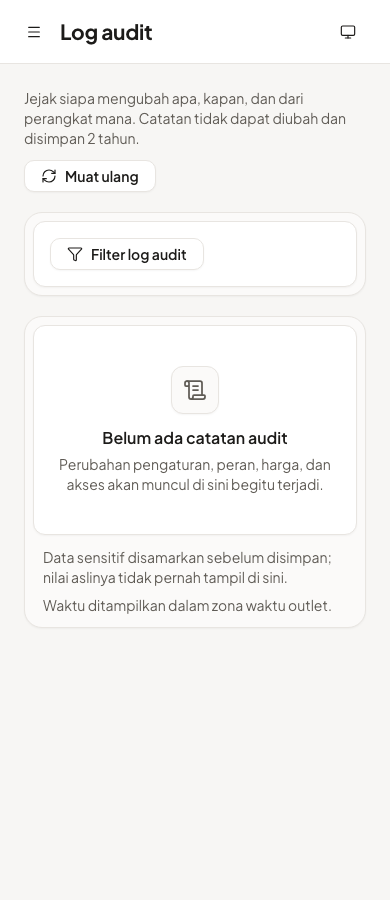 Log audit
Jejak siapa mengubah apa, kapan, dan dari
perangkat mana. Catatan tidak dapat diubah dan
disimpan 2 tahun.
Muat ulang
Filter log audit
Belum ada catatan audit
Perubahan pengaturan, peran, harga, dan
akses akan muncul di sini begitu terjadi.
Data sensitif disamarkan sebelum disimpan;
nilai aslinya tidak pernah tampil di sini.
Waktu ditampilkan dalam zona waktu outlet.